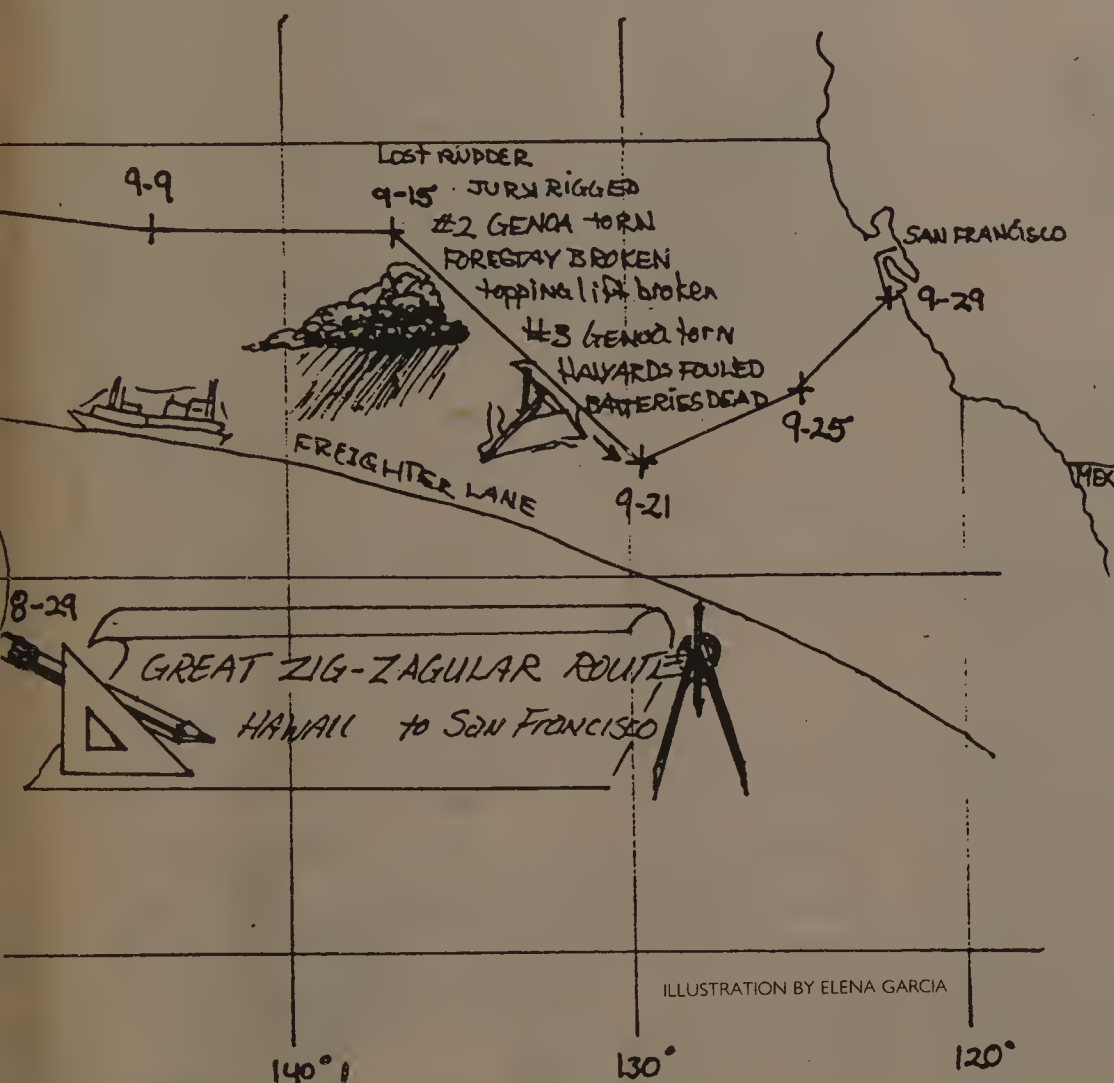 LOST RUDDER
9-9
9-15
JURY RIGGED
#2 GENOA toRN
FORESTAY BROKEN
topping lift broken
#3 GENOa torn
HALYARDS FOULED
BATTERIES DEAD
SAN FRANCISCO
9-29
9-25
9-21
FREIGHTER LANE
MEX
8-29
GREAT ZIG-ZAGULAR ROUTE
HAWAII to SaN FRaNCISCO
ILLUSTRATION BY ELENA GARCIA
140°
130°
120°